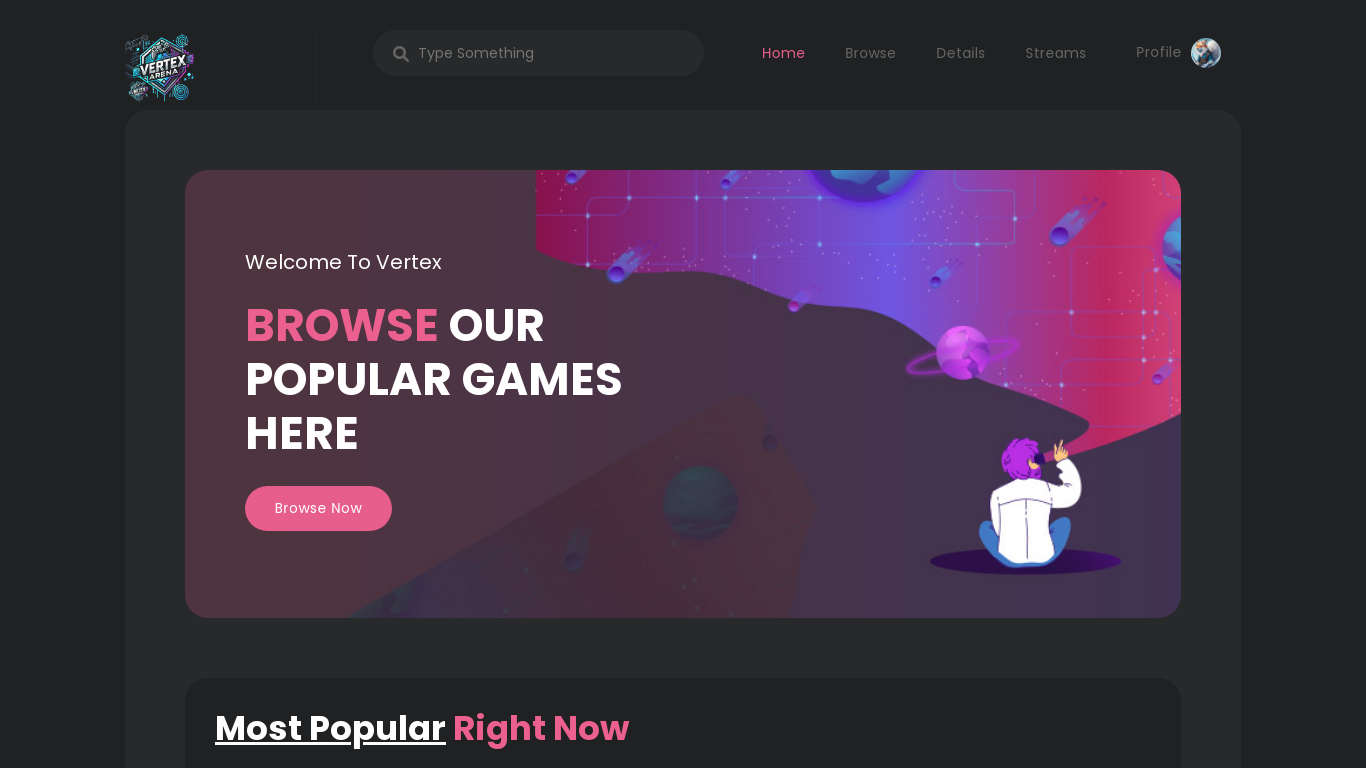 VERTEX
ARENA
Type Something
Home
Browse
Details
Streams
Profile
Welcome To Vertex
BROWSE OUR
POPULAR GAMES
HERE
Browse Now
Most Popular Right Now